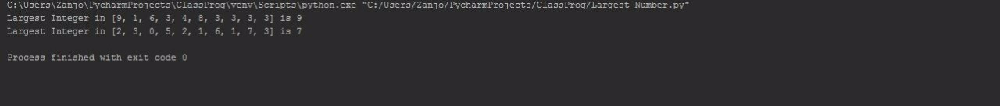 C:\Users\Zanjo\PycharmProjects\ClassProg\venv\Scripts\python.exe "C:/Users/Zanjo/PycharmProjects/ClassProg/Largest Number.py"
Largest Integer in [9, 1, 6, 3, 4, 8, 3, 3, 3, 3] is 9
Largest Integer in [2, 3, 0, 5, 2, 1, 6, 1, 7, 3] is 7
Process finished with exit code 0